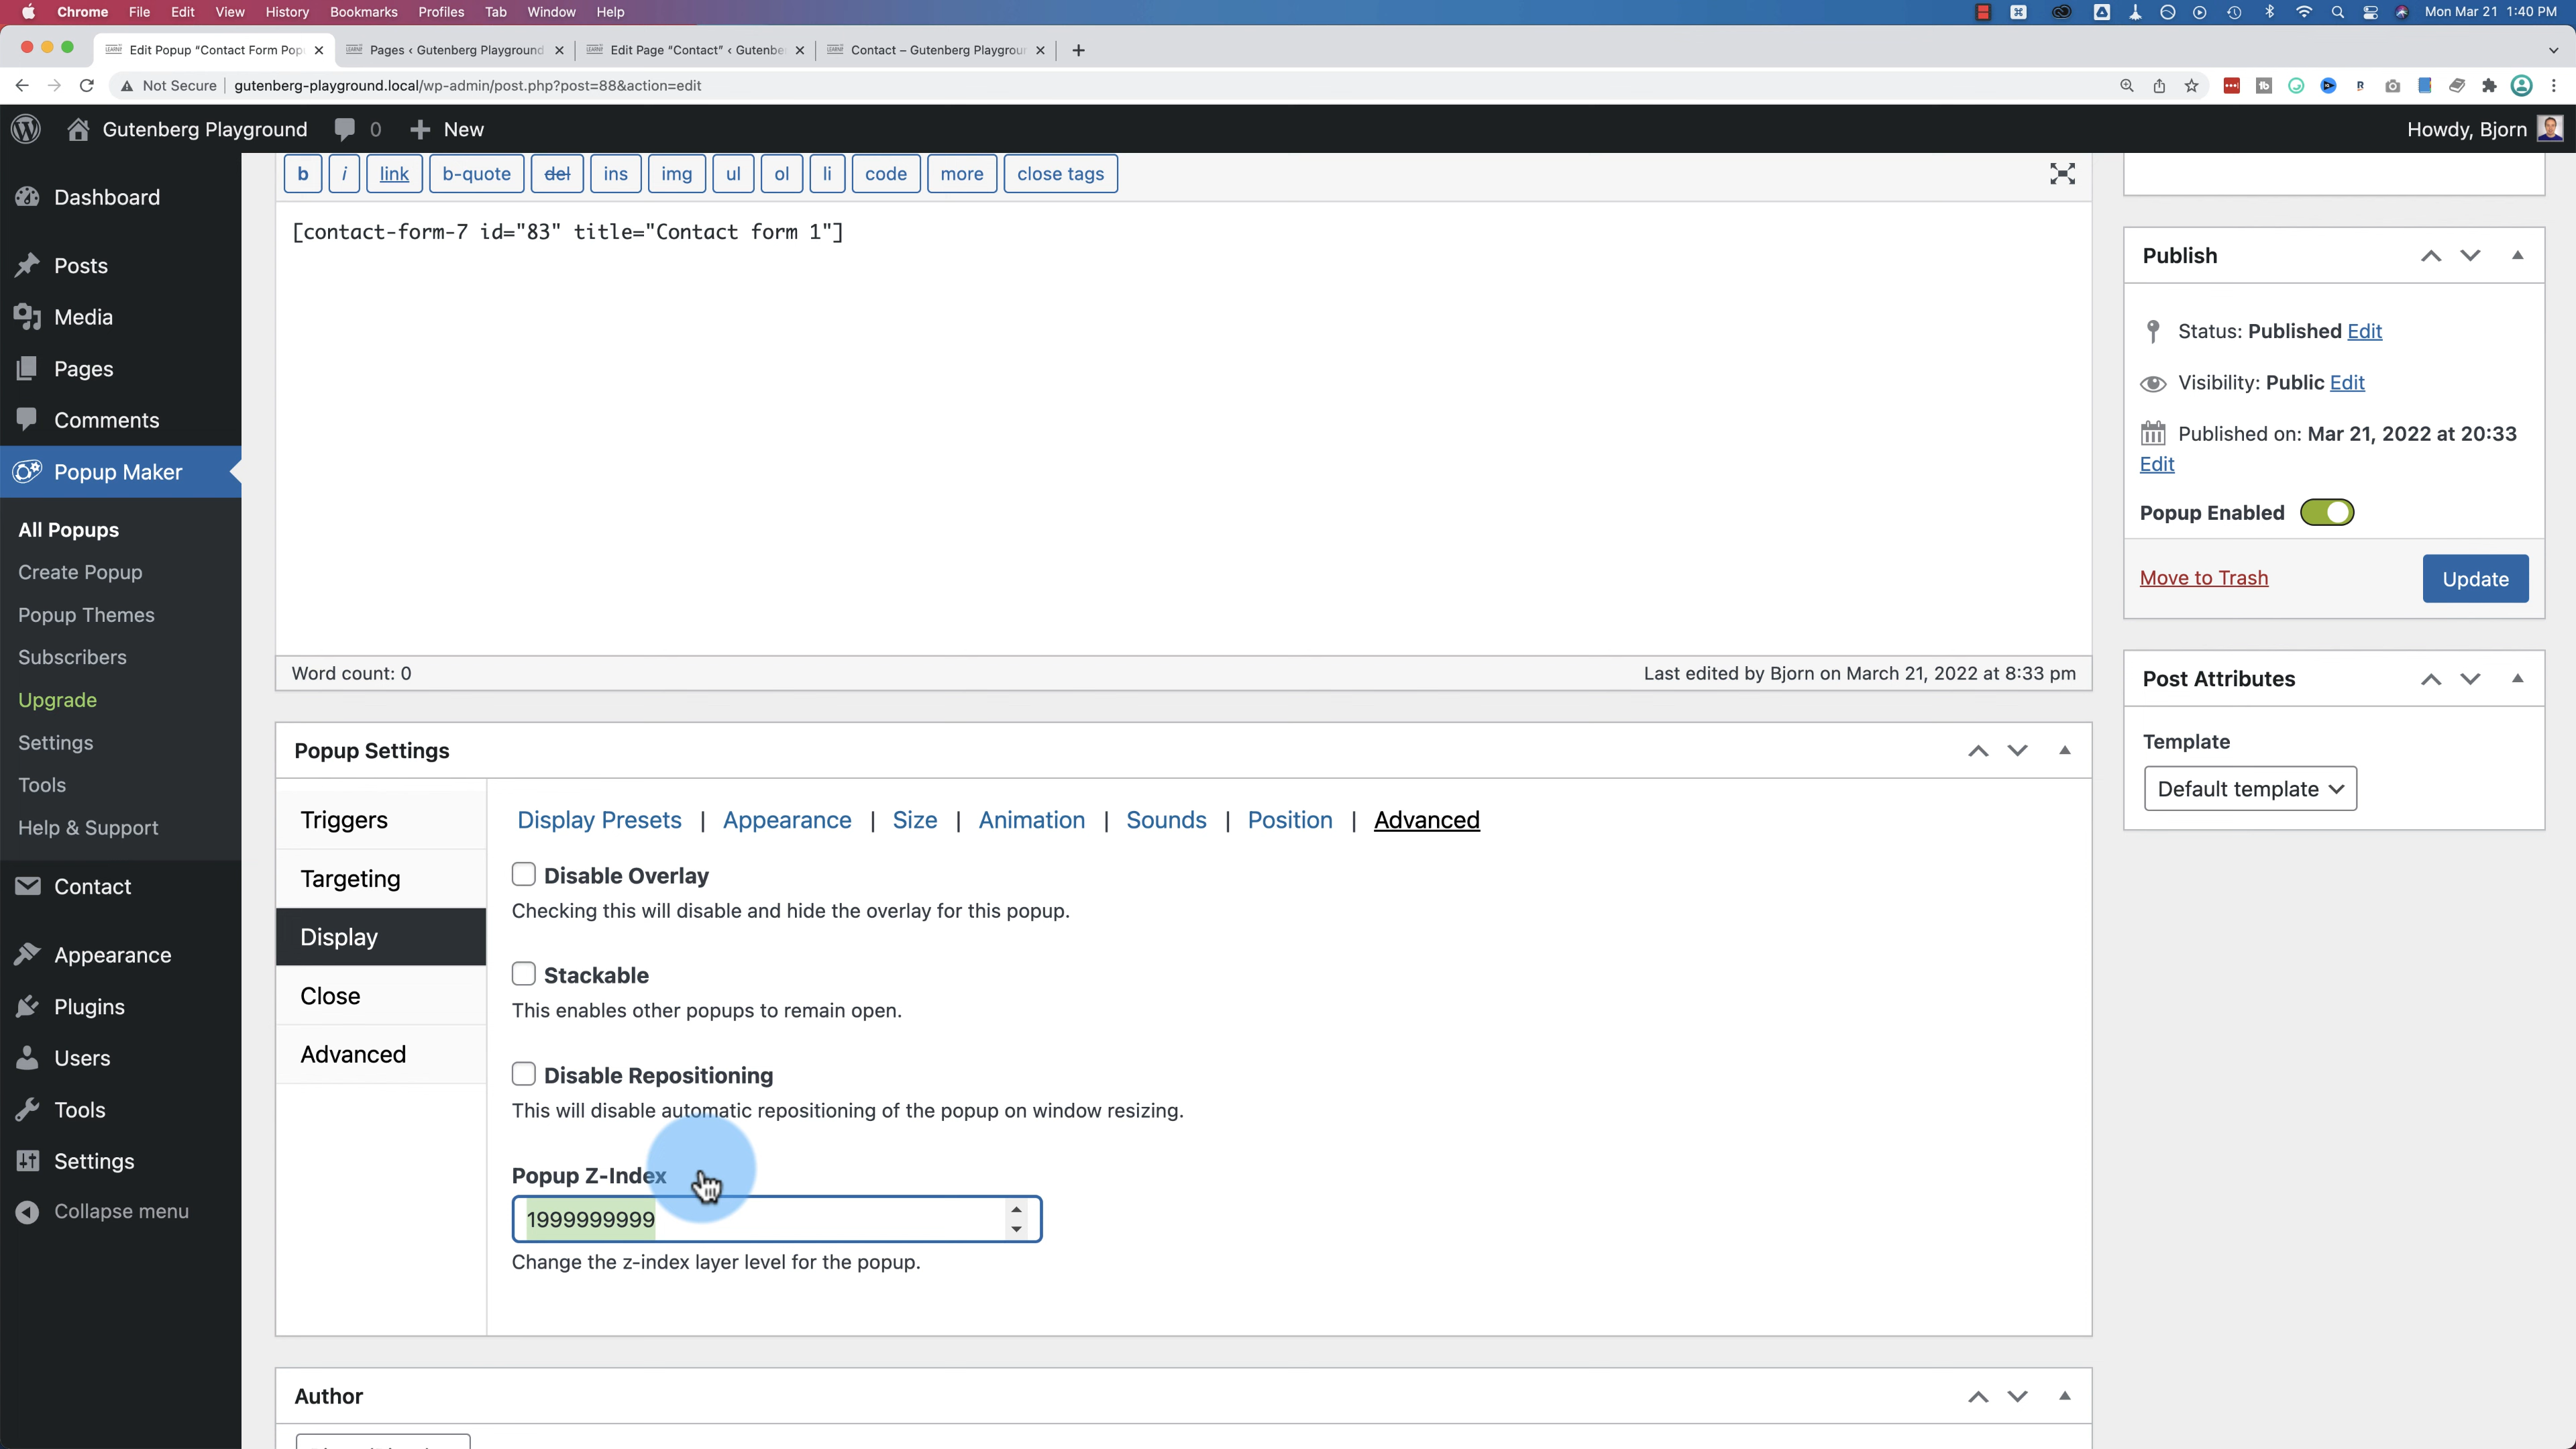 Chrome File Edit View History Bookmarks Profiles Tab Window Help Mon Mar 21 1:40 PM
Edit Popup “Contact Form Pop Pages ‹ Gutenberg Playground Edit Page “Contact” ‹ Gutenbe Contact – Gutenberg Playgrour
Not Secure gutenberg-playground.local/wp-admin/post.php?post=88&action=edit
Gutenberg Playground 0 New Howdy, Bjorn
b i link b-quote del ins img ul ol li code more close tags
[contact-form-7 id="83" title="Contact form 1"]
Word count: 0 Last edited by Bjorn on March 21, 2022 at 8:33 pm
Dashboard
Posts
Media
Pages
Comments
Popup Maker
All Popups
Create Popup
Popup Themes
Subscribers
Upgrade
Settings
Tools
Help & Support
Contact
Appearance
Plugins
Users
Tools
Settings
Collapse menu
Popup Settings
Triggers
Targeting
Display
Close
Advanced
Display Presets | Appearance | Size | Animation | Sounds | Position | Advanced
Disable Overlay
Checking this will disable and hide the overlay for this popup.
Stackable
This enables other popups to remain open.
Disable Repositioning
This will disable automatic repositioning of the popup on window resizing.
Popup Z-Index
1999999999
Change the z-index layer level for the popup.
Author
Publish
Status: Published Edit
Visibility: Public Edit
Published on: Mar 21, 2022 at 20:33
Edit
Popup Enabled
Move to Trash Update
Post Attributes
Template
Default template